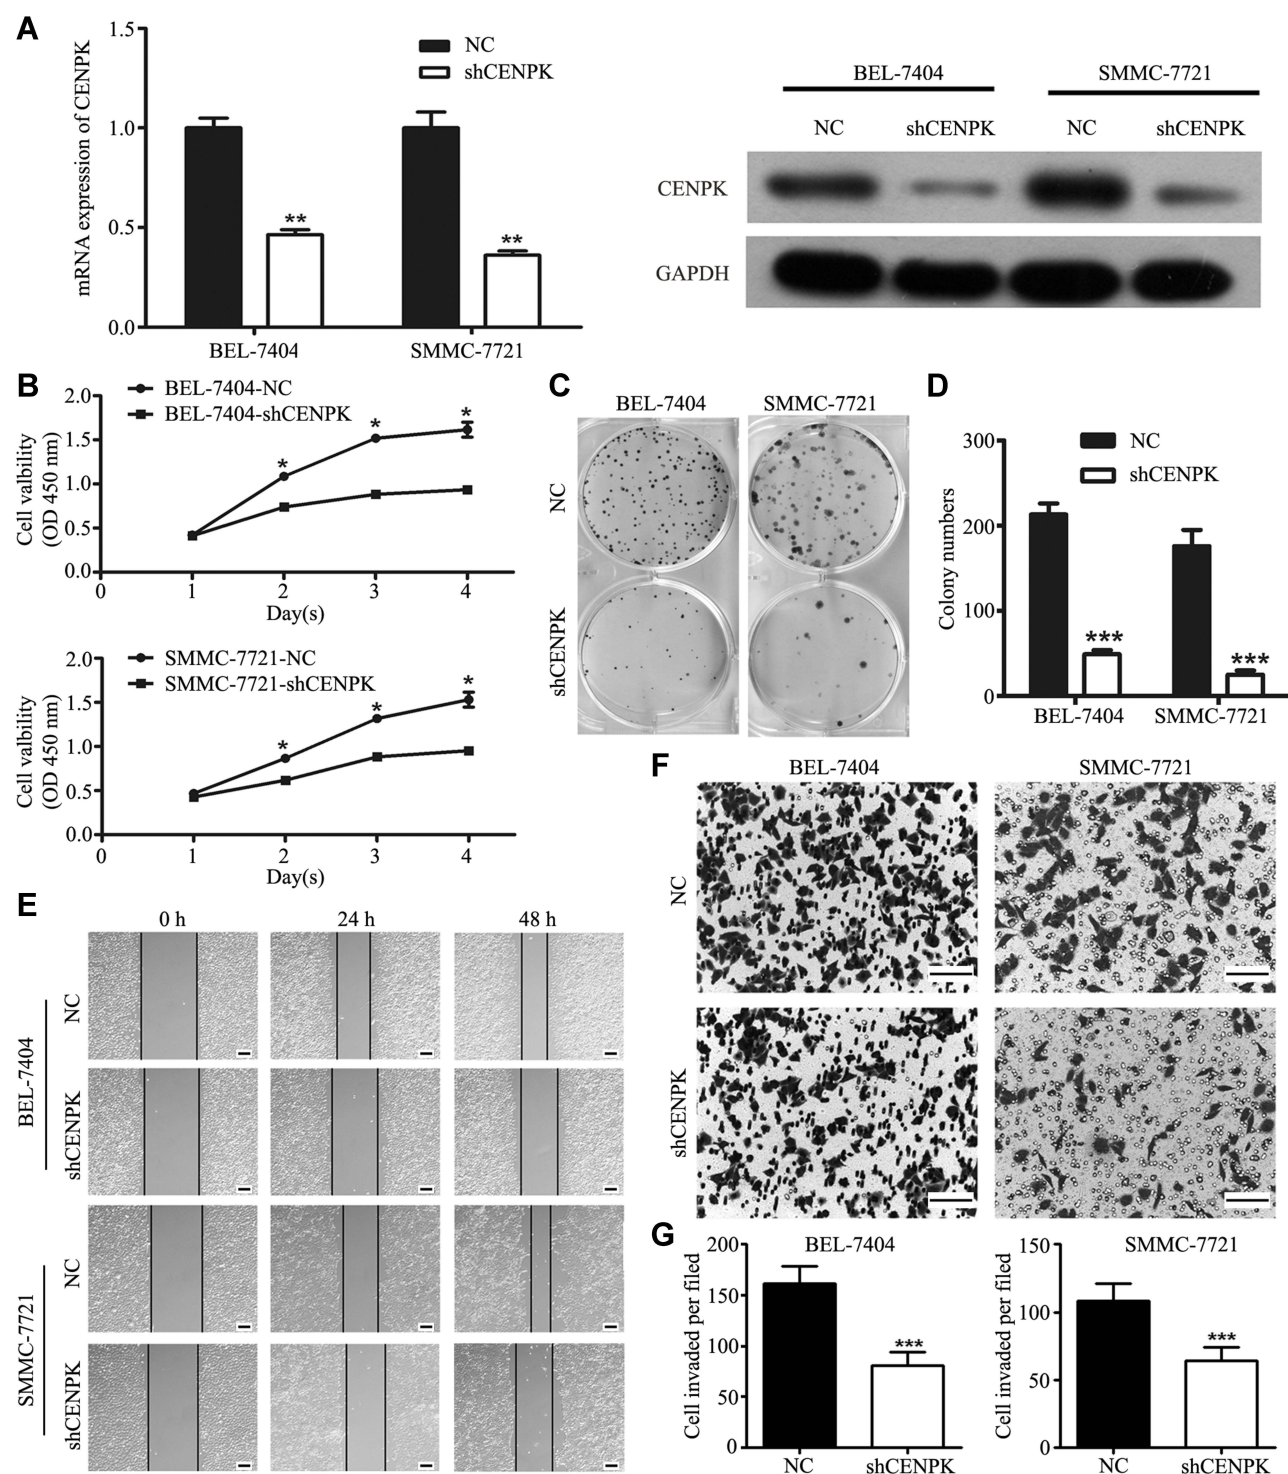 A
mRNA expression of CENPK
1.5
1.0
0.5
0.0
NC
shCENPK
**
**
BEL-7404
SMMC-7721
BEL-7404
SMMC-7721
NC
shCENPK
NC
shCENPK
CENPK
GAPDH
B
Cell valbility
(OD 450 nm)
2.0
1.5
1.0
0.5
0.0
BEL-7404-NC
BEL-7404-shCENPK
*
*
*
0
1
2
3
4
Day(s)
Cell valbility
(OD 450 nm)
2.0
1.5
1.0
0.5
0.0
SMMC-7721-NC
SMMC-7721-shCENPK
*
*
*
0
1
2
3
4
Day(s)
C
BEL-7404
SMMC-7721
NC
shCENPK
D
Colony numbers
300
200
100
0
NC
shCENPK
***
***
BEL-7404
SMMC-7721
E
0 h
24 h
48 h
BEL-7404
NC
shCENPK
SMMC-7721
NC
shCENPK
F
BEL-7404
SMMC-7721
NC
shCENPK
G
Cell invaded per filed
200
150
100
50
0
BEL-7404
***
NC
shCENPK
Cell invaded per filed
150
100
50
0
SMMC-7721
***
NC
shCENPK